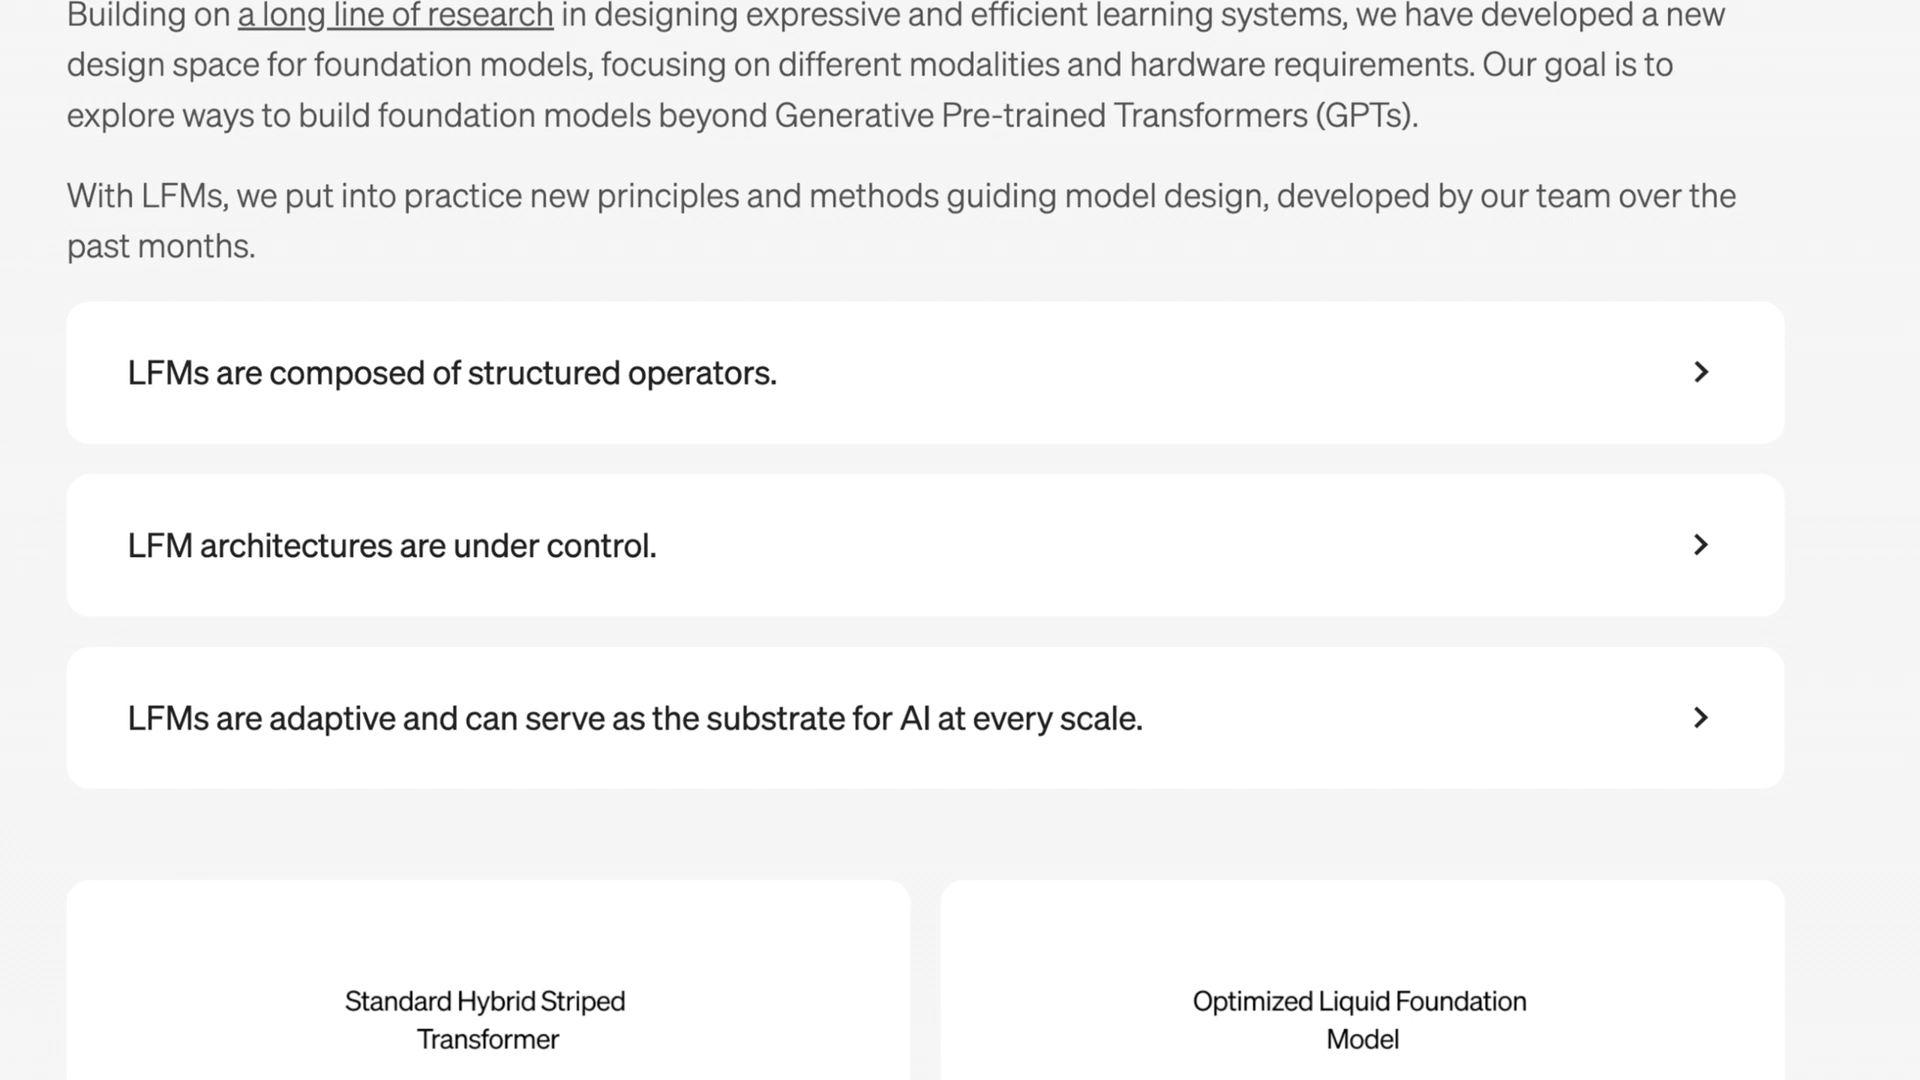 Building on a long line of research in designing expressive and efficient learning systems, we have developed a new
design space for foundation models, focusing on different modalities and hardware requirements. Our goal is to
explore ways to build foundation models beyond Generative Pre-trained Transformers (GPTs).
With LFMs, we put into practice new principles and methods guiding model design, developed by our team over the
past months.
LFMs are composed of structured operators.
LFM architectures are under control.
LFMs are adaptive and can serve as the substrate for AI at every scale.
Standard Hybrid Striped
Transformer
Optimized Liquid Foundation
Model